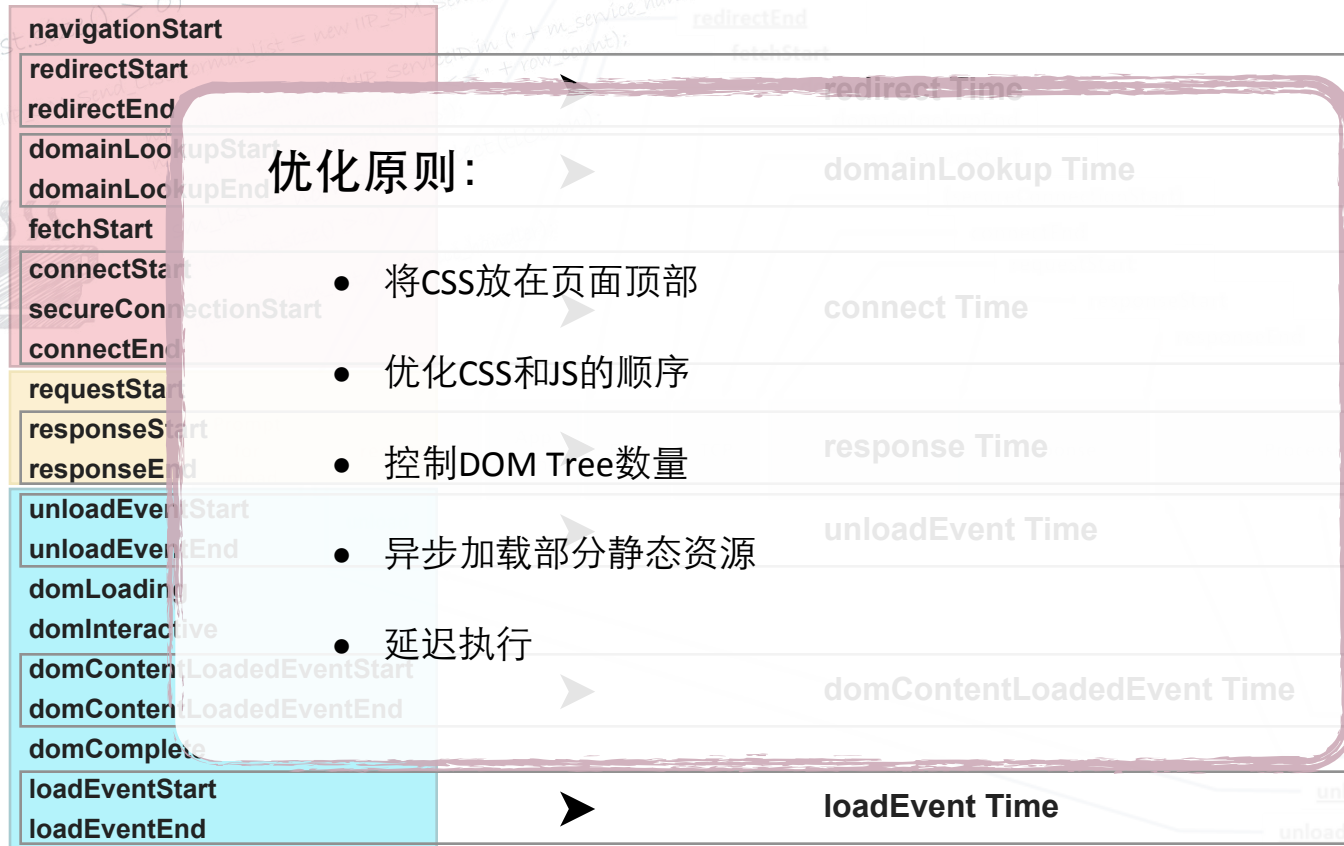 redirectEnd
fetchStart
navigationStart
redirectStart
redirectEnd
redirect Time
domainLookupStart
domainLookupEnd
domainLookup Time
fetchStart
connectStart
secureConnectionStart
connectEnd
connect Time
requestStart
responseStart
responseEnd
response Time
unloadEventStart
unloadEventEnd
unloadEvent Time
domLoading
domInteractive
domContentLoadedEventStart
domContentLoadedEventEnd
domContentLoadedEvent Time
domComplete
loadEventStart
loadEventEnd
loadEvent Time
优化原则：
• 将CSS放在页面顶部
• 优化CSS和JS的顺序
• 控制DOM Tree数量
• 异步加载部分静态资源
• 延迟执行